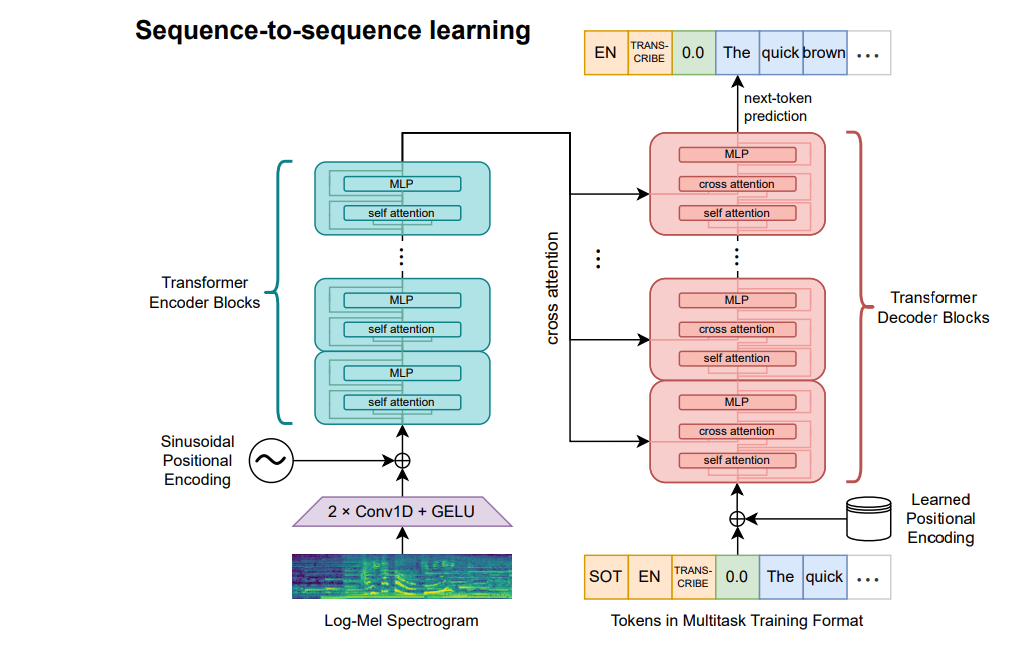 Sequence-to-sequence learning
EN TRANS-CRIBE 0.0 The quick brown ...
next-token
prediction
MLP
cross attention
self attention
MLP
self attention
...
...
...
cross attention
Transformer
Encoder Blocks
MLP
self attention
MLP
self attention
MLP
cross attention
self attention
MLP
cross attention
self attention
Transformer
Decoder Blocks
Sinusoidal
Positional
Encoding
2 × Conv1D + GELU
Learned
Positional
Encoding
SOT EN TRANS-CRIBE 0.0 The quick ...
Log-Mel Spectrogram
Tokens in Multitask Training Format